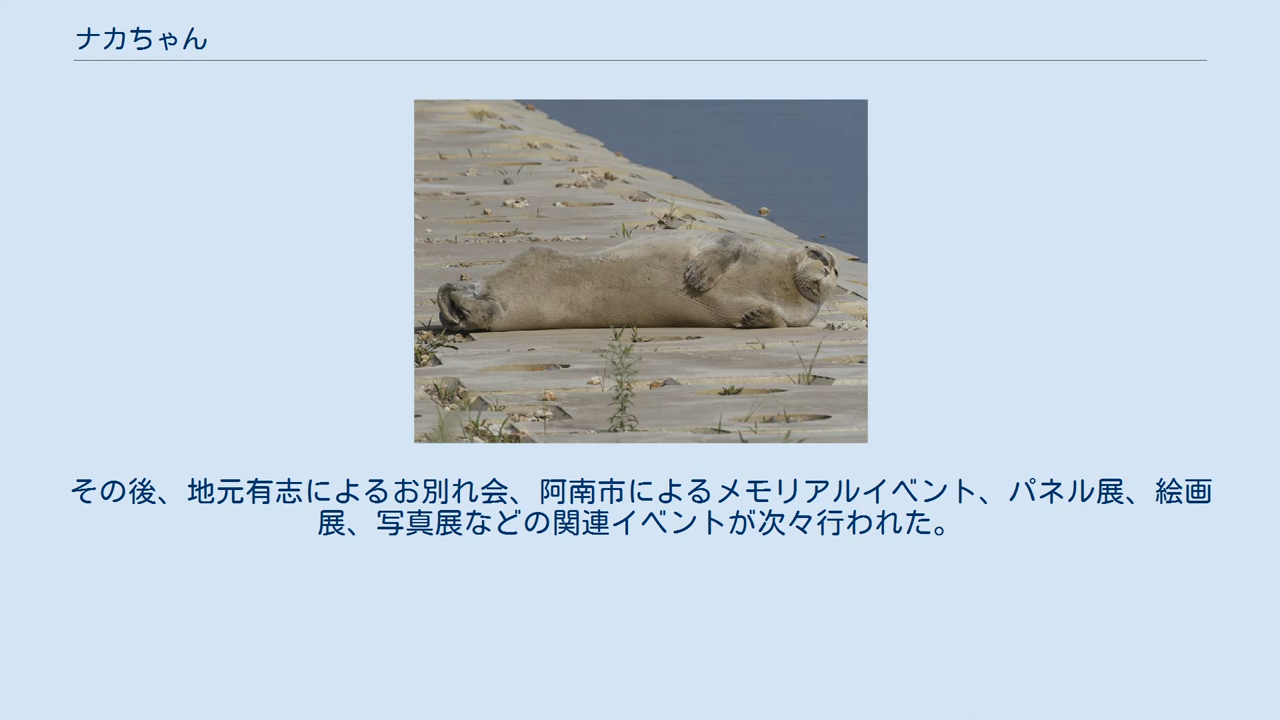 ナカちゃん
その後、地元有志によるお別れ会、阿南市によるメモリアルイベント、パネル展、絵画
展、写真展などの関連イベントが次々行われた。